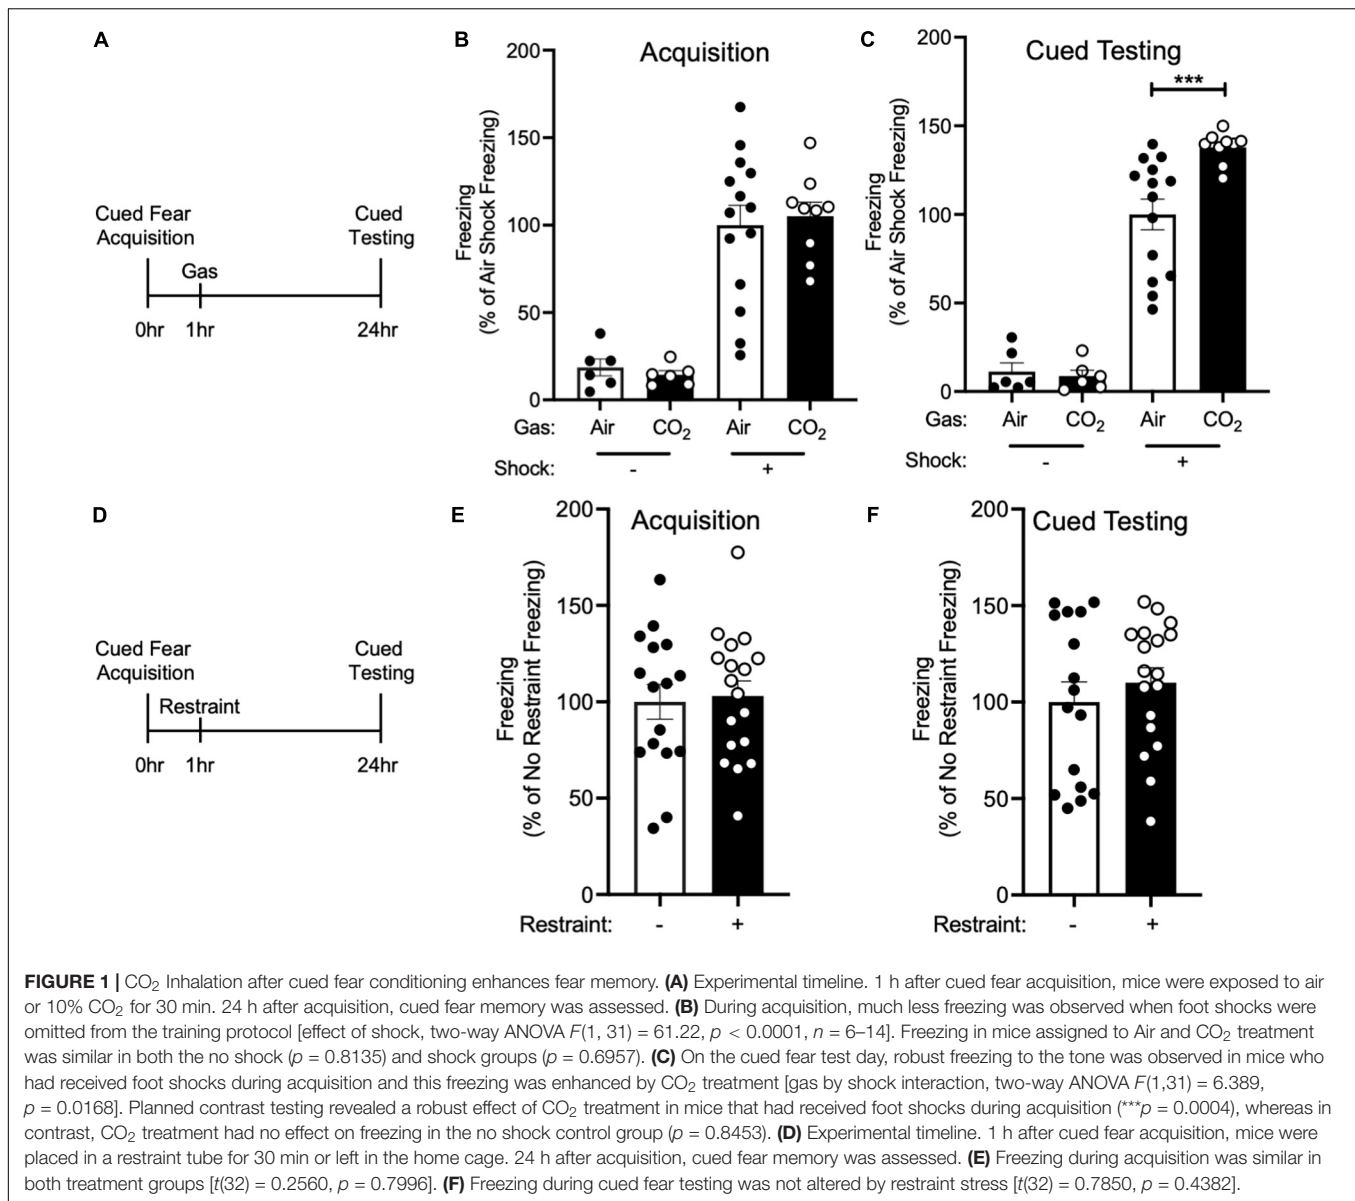 A
Cued Fear
Acquisition
Gas
Cued
Testing
0hr 1hr 24hr
B
Acquisition
Freezing
(% of Air Shock Freezing)
200
150
100
50
0
Gas: Air CO₂ Air CO₂
Shock: - +
C
Cued Testing
***
Freezing
(% of Air Shock Freezing)
200
150
100
50
0
Gas: Air CO₂ Air CO₂
Shock: - +
D
Cued Fear
Acquisition
Restraint
Cued
Testing
0hr 1hr 24hr
E
Acquisition
Freezing
(% of No Restraint Freezing)
200
150
100
50
0
Restraint: - +
F
Cued Testing
Freezing
(% of No Restraint Freezing)
200
150
100
50
0
Restraint: - +
FIGURE 1 | CO₂ Inhalation after cued fear conditioning enhances fear memory. (A) Experimental timeline. 1 h after cued fear acquisition, mice were exposed to air
or 10% CO₂ for 30 min. 24 h after acquisition, cued fear memory was assessed. (B) During acquisition, much less freezing was observed when foot shocks were
omitted from the training protocol [effect of shock, two-way ANOVA F(1, 31) = 61.22, p < 0.0001, n = 6–14]. Freezing in mice assigned to Air and CO₂ treatment
was similar in both the no shock (p = 0.8135) and shock groups (p = 0.6957). (C) On the cued fear test day, robust freezing to the tone was observed in mice who
had received foot shocks during acquisition and this freezing was enhanced by CO₂ treatment [gas by shock interaction, two-way ANOVA F(1,31) = 6.389,
p = 0.0168]. Planned contrast testing revealed a robust effect of CO₂ treatment in mice that had received foot shocks during acquisition (***p = 0.0004), whereas in
contrast, CO₂ treatment had no effect on freezing in the no shock control group (p = 0.8453). (D) Experimental timeline. 1 h after cued fear acquisition, mice were
placed in a restraint tube for 30 min or left in the home cage. 24 h after acquisition, cued fear memory was assessed. (E) Freezing during acquisition was similar in
both treatment groups [t(32) = 0.2560, p = 0.7996]. (F) Freezing during cued fear testing was not altered by restraint stress [t(32) = 0.7850, p = 0.4382].